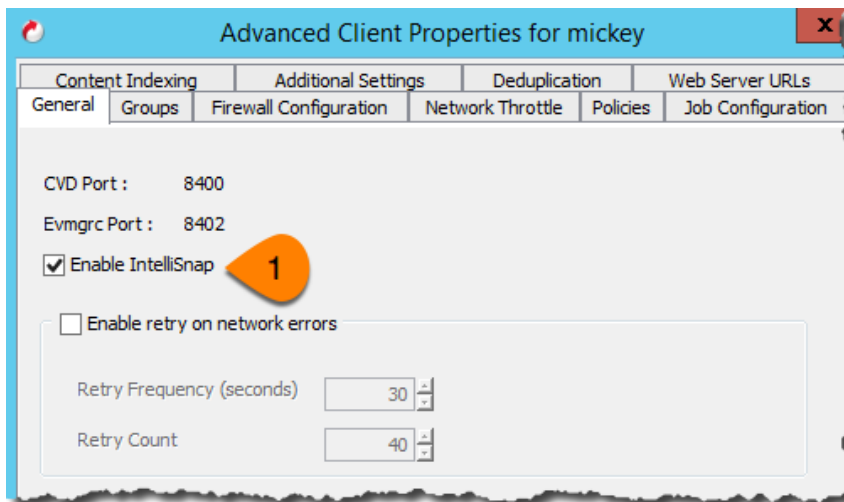 Advanced Client Properties for mickey
x
Content Indexing Additional Settings Deduplication Web Server URLs
General Groups Firewall Configuration Network Throttle Policies Job Configuration
CVD Port : 8400
Evmgrc Port : 8402
Enable IntelliSnap 1
Enable retry on network errors
Retry Frequency (seconds) 30
Retry Count 40